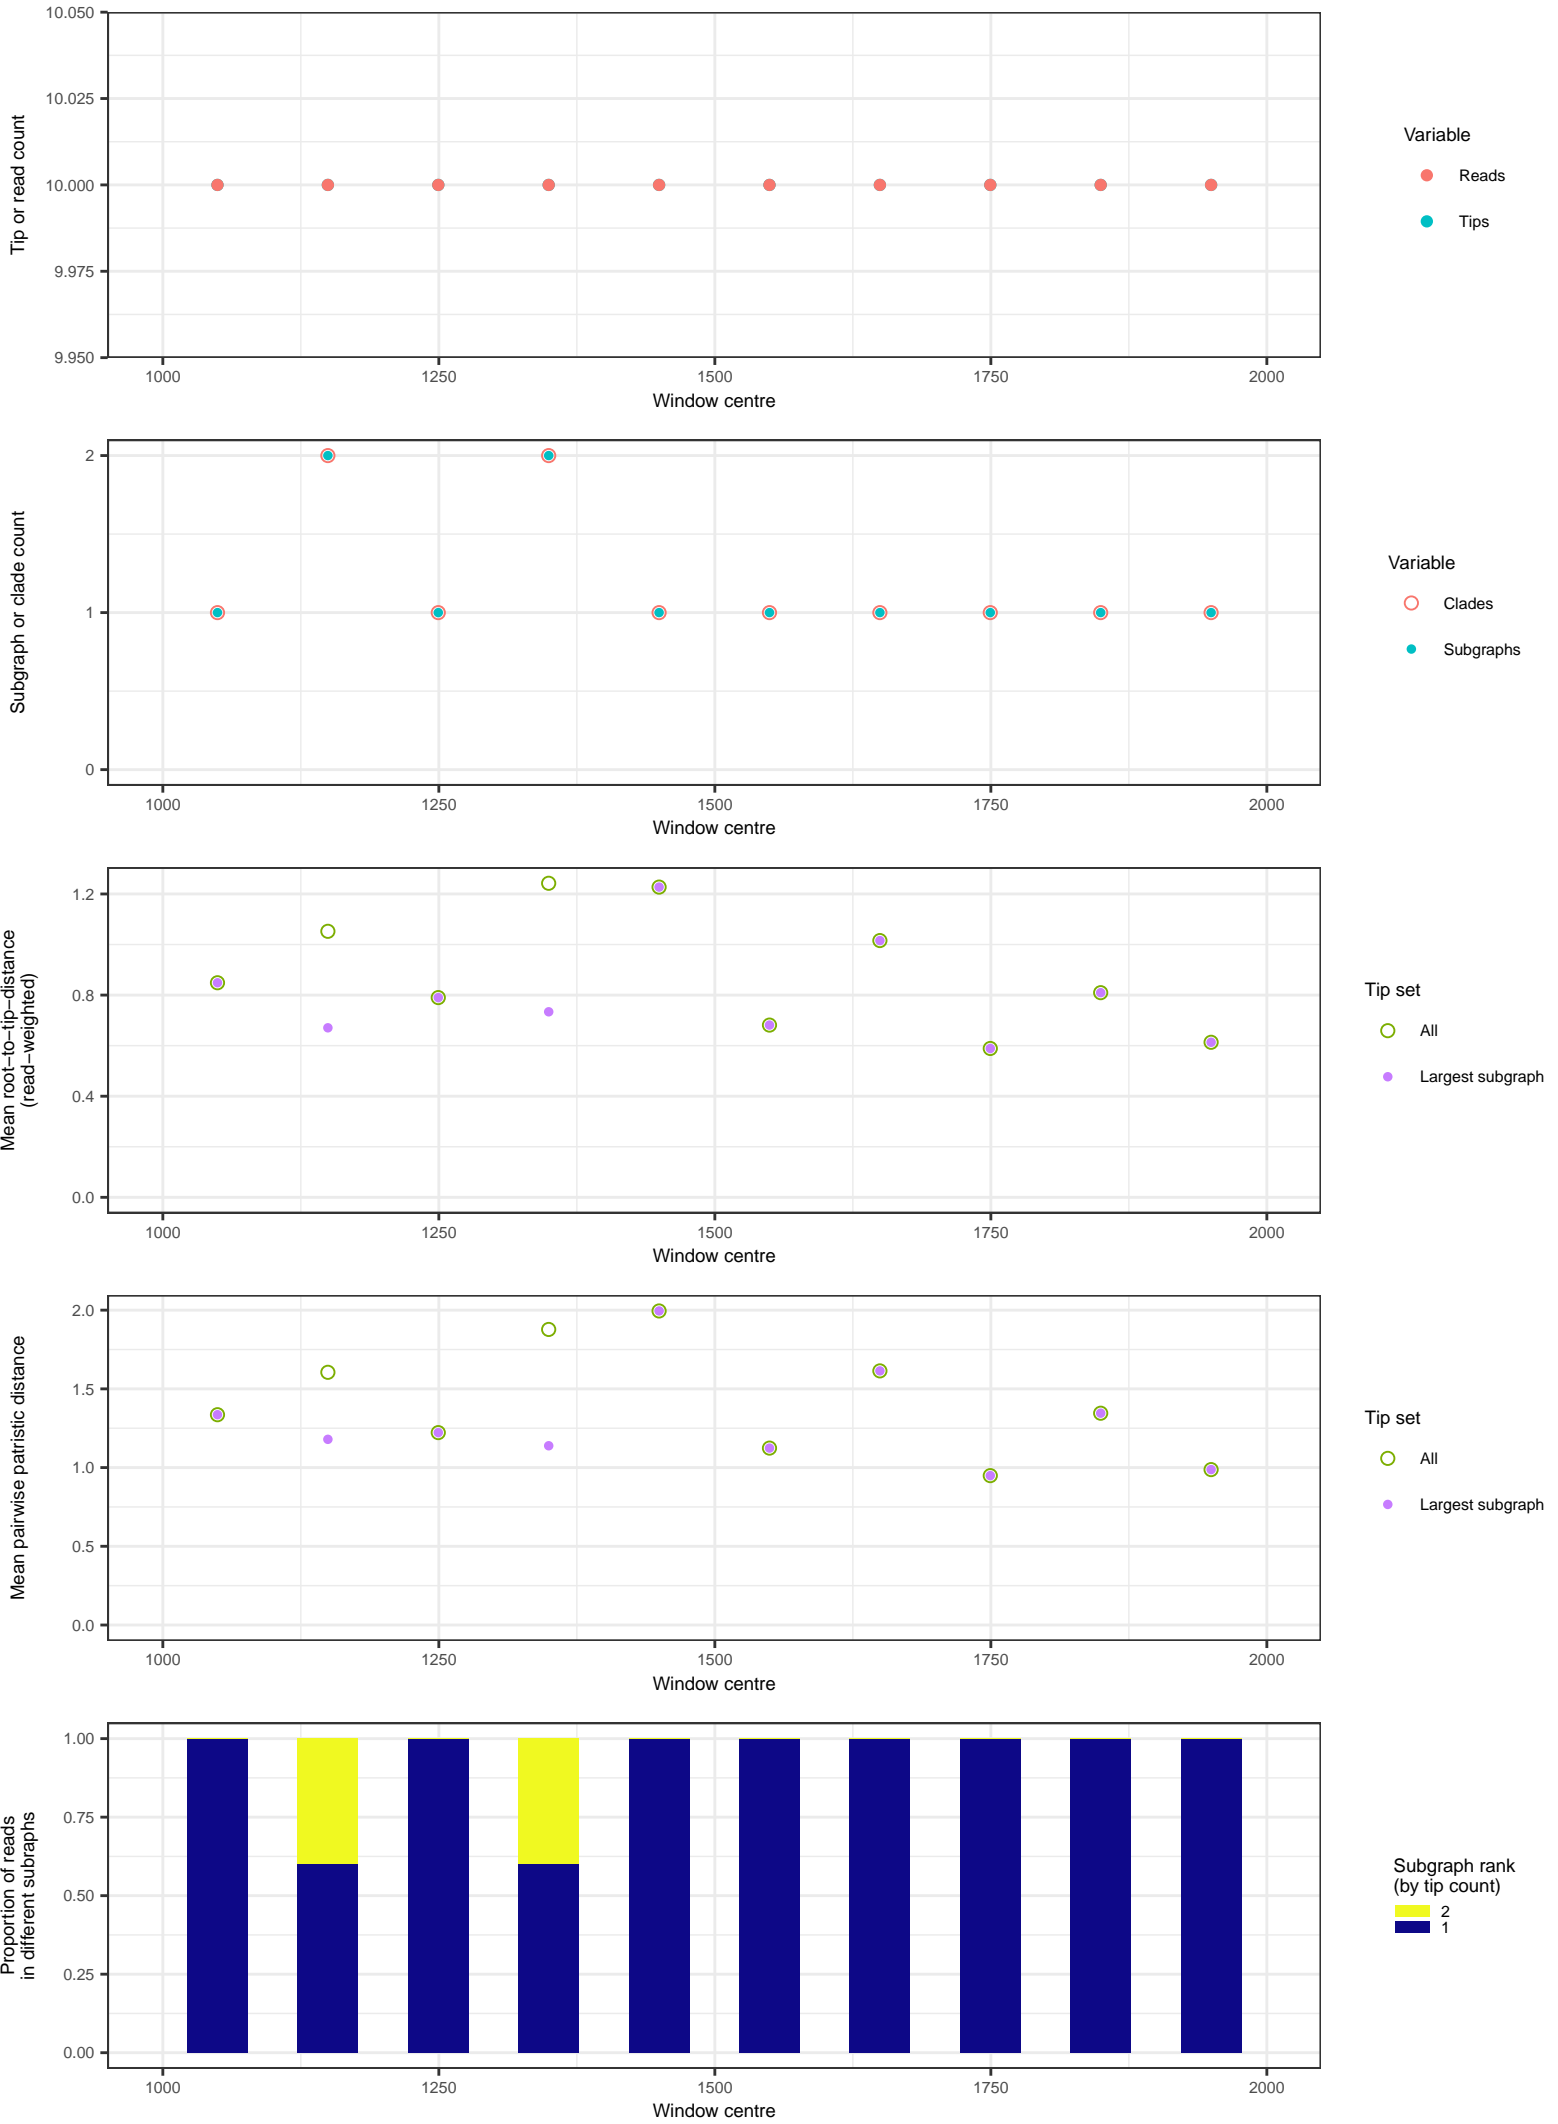 10.050
10.025
10.000
9.975
9.950
Tip or read count
1000 1250 1500 1750 2000
Window centre
Variable
Reads
Tips
2
1
0
Subgraph or clade count
1000 1250 1500 1750 2000
Window centre
Variable
Clades
Subgraphs
1.2
0.8
0.4
0.0
Mean root−to−tip−distance
(read−weighted)
1000 1250 1500 1750 2000
Window centre
Tip set
All
Largest subgraph
2.0
1.5
1.0
0.5
0.0
Mean pairwise patristic distance
1000 1250 1500 1750 2000
Window centre
Tip set
All
Largest subgraph
1.00
0.75
0.50
0.25
0.00
Proportion of reads
in different subraphs
1000 1250 1500 1750 2000
Window centre
Subgraph rank
(by tip count)
2
1